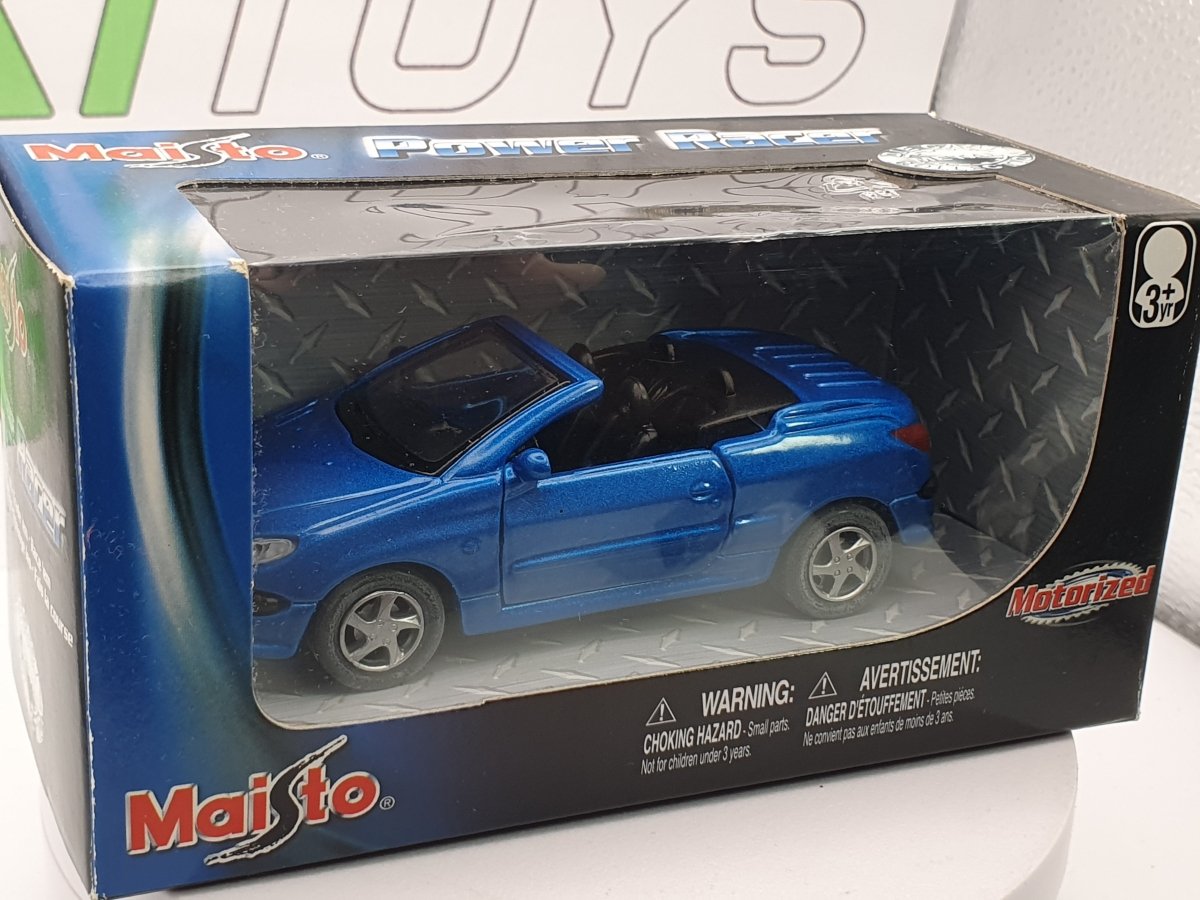 TOYS
MaiSto®
Power Racer
3+
yr
Motorized
WARNING:
CHOKING HAZARD - Small parts.
Not for children under 3 years.
AVERTISSEMENT:
DANGER D'ÉTOUFFEMENT - Petites pièces.
Ne convient pas aux enfants de moins de 3 ans.
MaiSto®